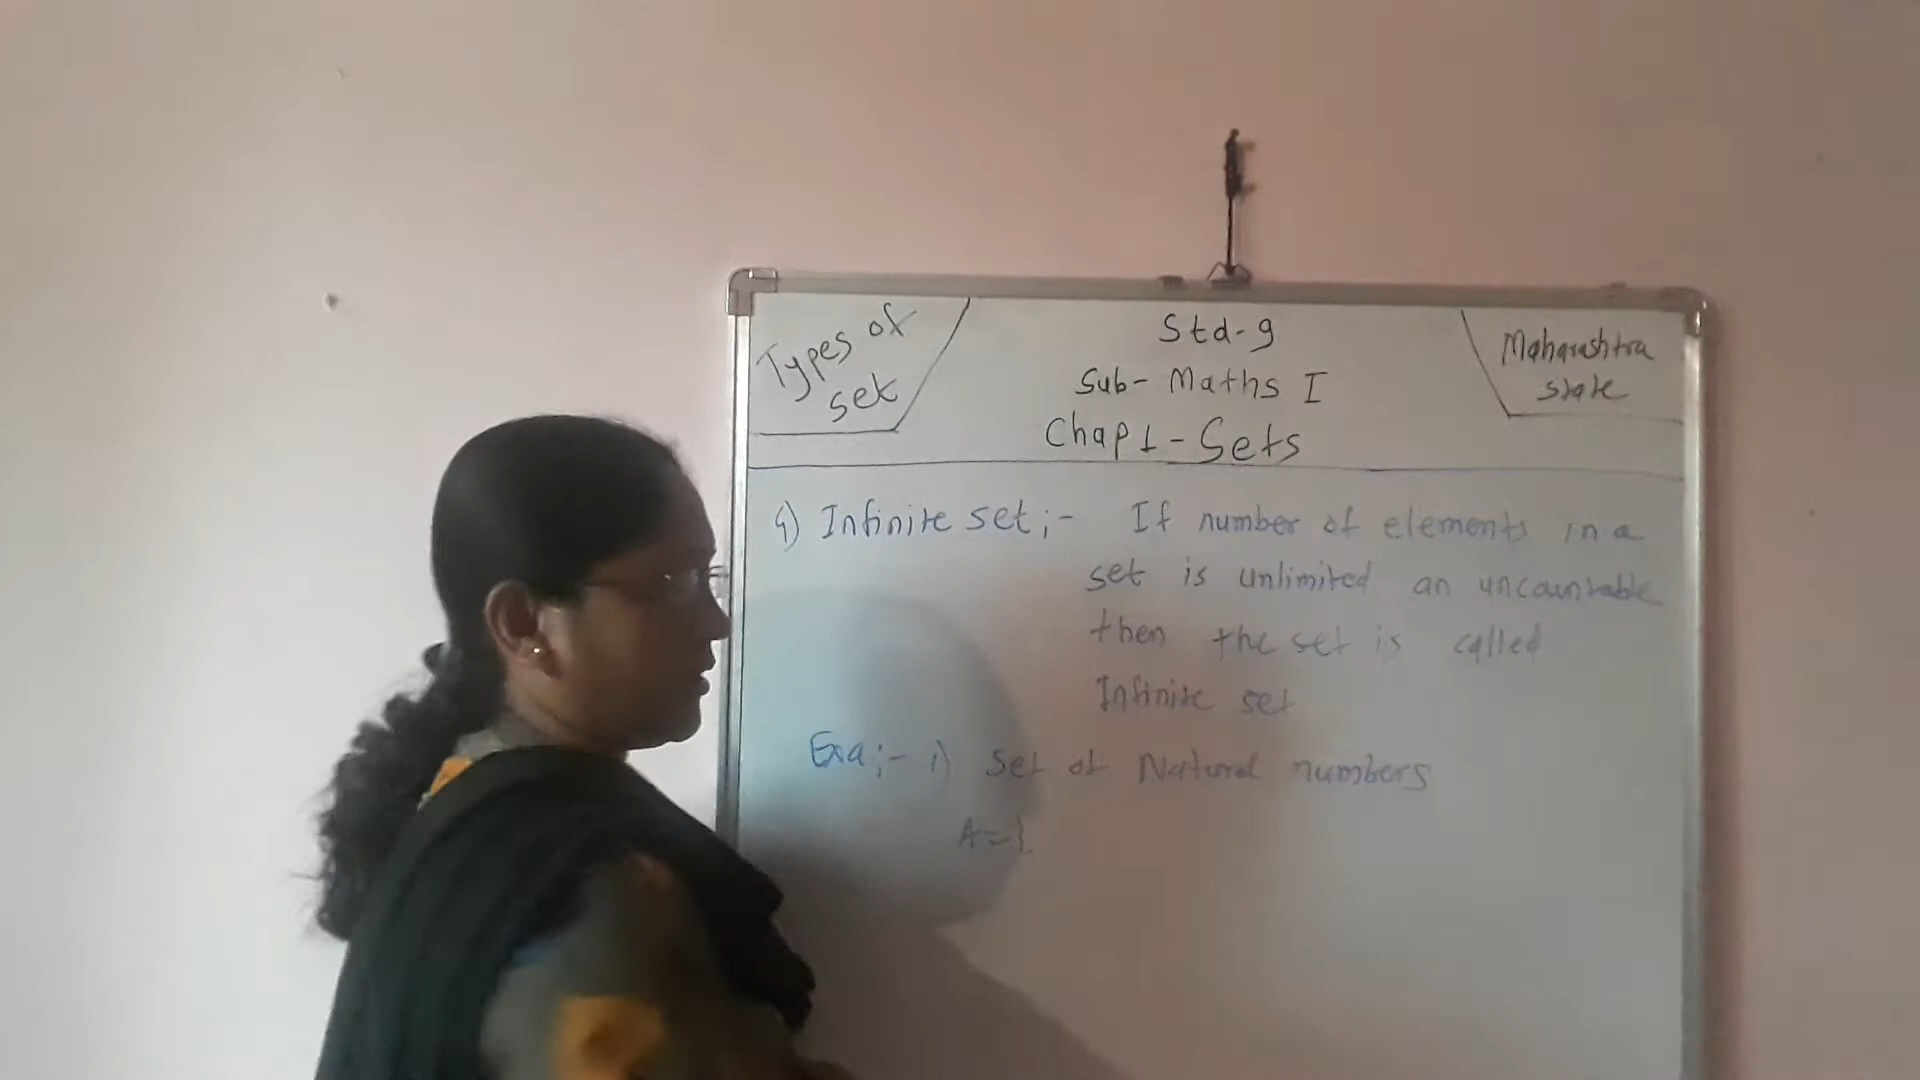 Types of
set
Std-9
Sub- Maths I
Chap 1 - Sets
Maharashtra
state
4) Infinite set ;- If number of elements in a
set is unlimited an uncountable
then the set is called
Infinite set
Exa ;- i) Set of Natural numbers
A = {